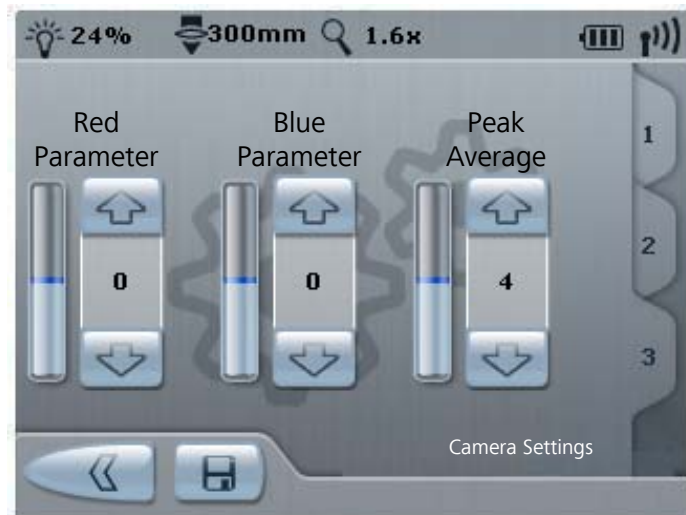 24% 300mm 1.6x
Red Parameter
Blue Parameter
Peak Average
1
0 0 4
2
3
Camera Settings